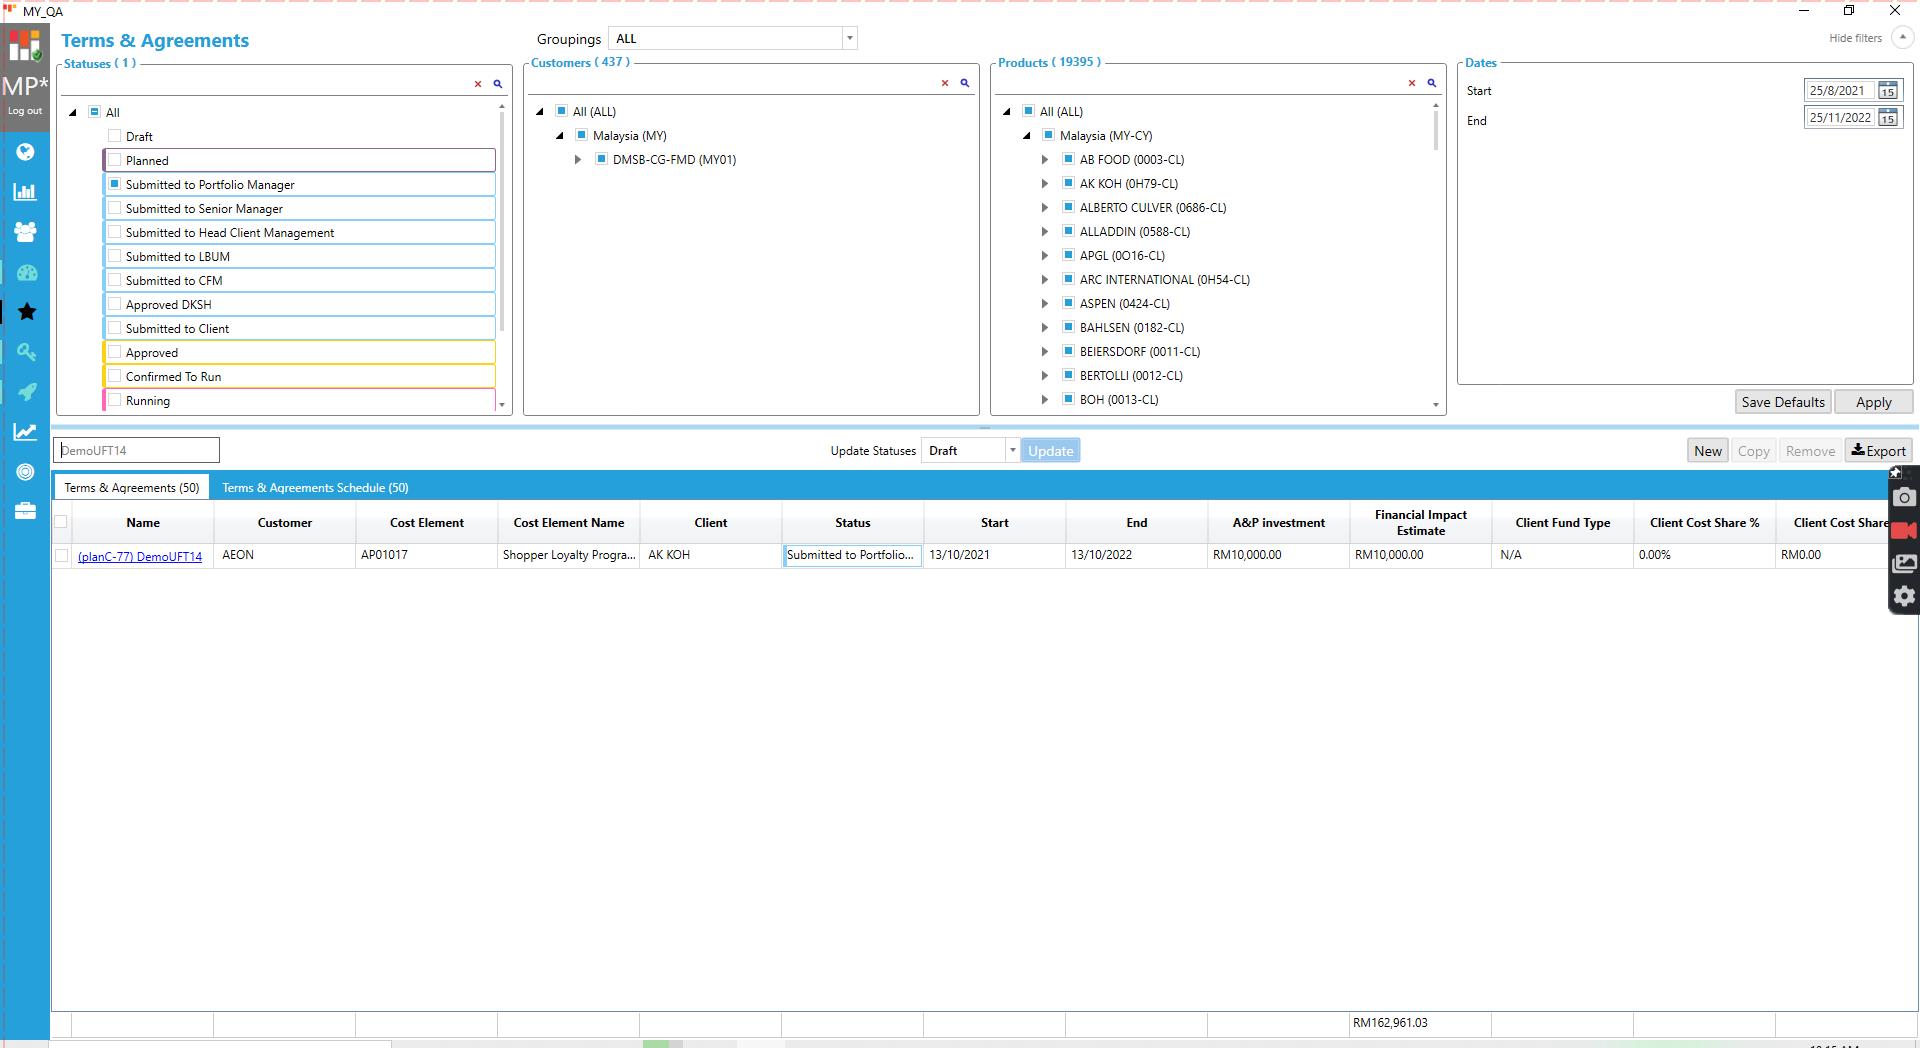 MY_QA
MP*
Log out
Terms & Agreements
Groupings ALL
Hide filters
Statuses ( 1 )
All
Draft
Planned
Submitted to Portfolio Manager
Submitted to Senior Manager
Submitted to Head Client Management
Submitted to LBUM
Submitted to CFM
Approved DKSH
Submitted to Client
Approved
Confirmed To Run
Running
Customers ( 437 )
All (ALL)
Malaysia (MY)
DMSB-CG-FMD (MY01)
Products ( 19395 )
All (ALL)
Malaysia (MY-CY)
AB FOOD (0003-CL)
AK KOH (0H79-CL)
ALBERTO CULVER (0686-CL)
ALLADDIN (0588-CL)
APGL (0O16-CL)
ARC INTERNATIONAL (0H54-CL)
ASPEN (0424-CL)
BAHLSEN (0182-CL)
BEIERSDORF (0011-CL)
BERTOLLI (0012-CL)
BOH (0013-CL)
Dates
Start 25/8/2021 15
End 25/11/2022 15
Save Defaults Apply
DemoUFT14
Update Statuses Draft Update
New Copy Remove Export
Terms & Agreements (50) Terms & Agreements Schedule (50)
Name Customer Cost Element Cost Element Name Client Status Start End A&P investment Financial Impact Estimate Client Fund Type Client Cost Share % Client Cost Share
(planC-77) DemoUFT14 AEON AP01017 Shopper Loyalty Progra... AK KOH Submitted to Portfolio... 13/10/2021 13/10/2022 RM10,000.00 RM10,000.00 N/A 0.00% RM0.00
RM162,961.03